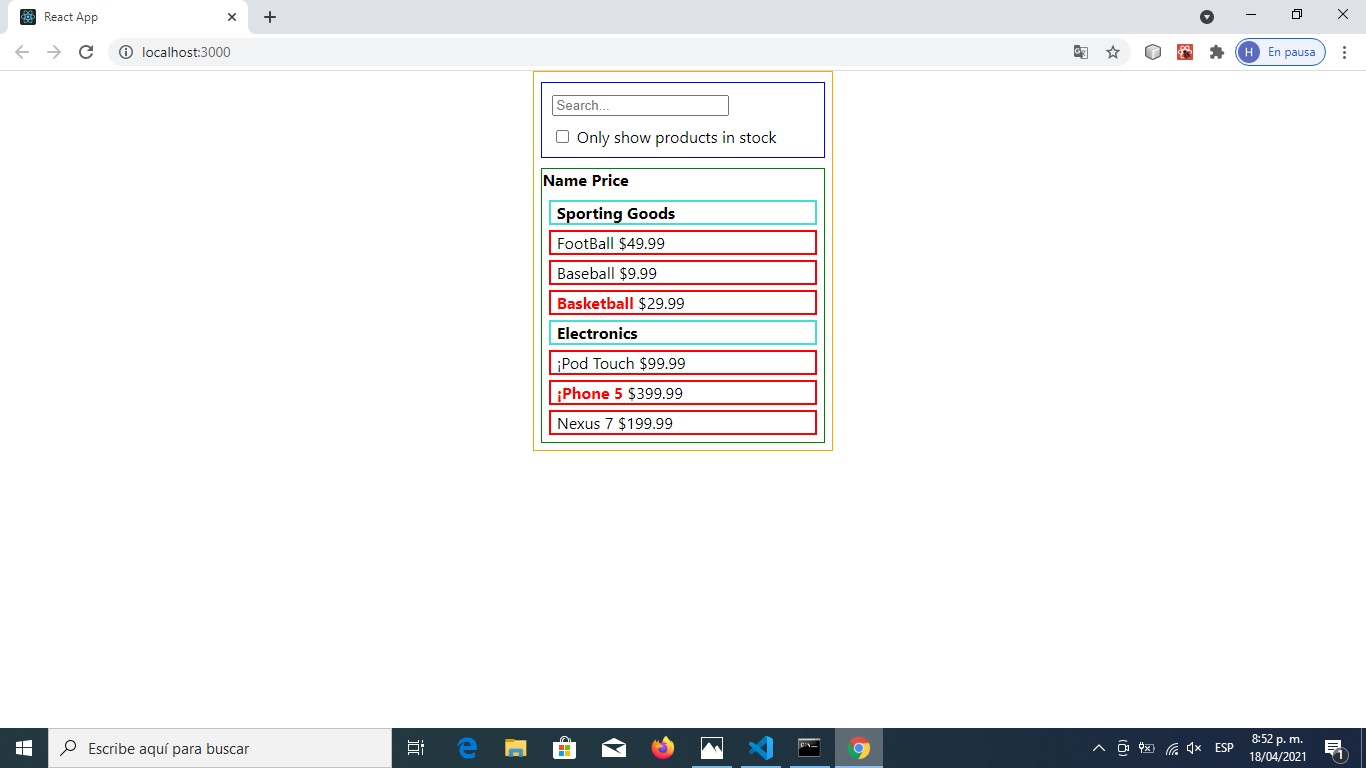 React App
localhost:3000
H En pausa
Search...
Only show products in stock
Name Price
Sporting Goods
FootBall $49.99
Baseball $9.99
Basketball $29.99
Electronics
¡Pod Touch $99.99
¡Phone 5 $399.99
Nexus 7 $199.99
Escribe aquí para buscar
ESP
8:52 p. m.
18/04/2021
1